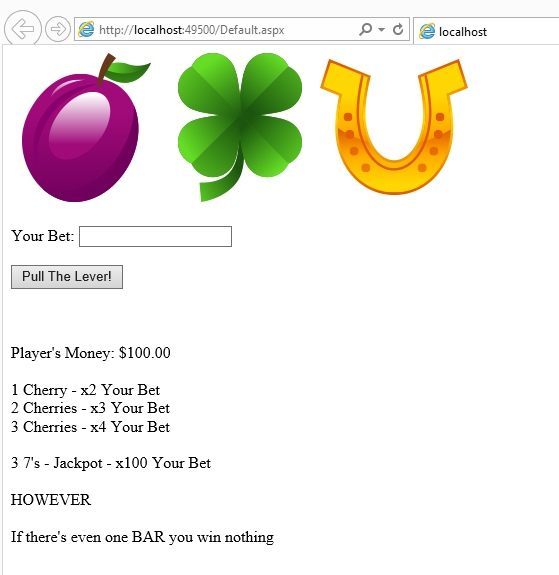 http://localhost:49500/Default.aspx
localhost
Your Bet:
Pull The Lever!
Player's Money: $100.00
1 Cherry - x2 Your Bet
2 Cherries - x3 Your Bet
3 Cherries - x4 Your Bet
3 7's - Jackpot - x100 Your Bet
HOWEVER
If there's even one BAR you win nothing